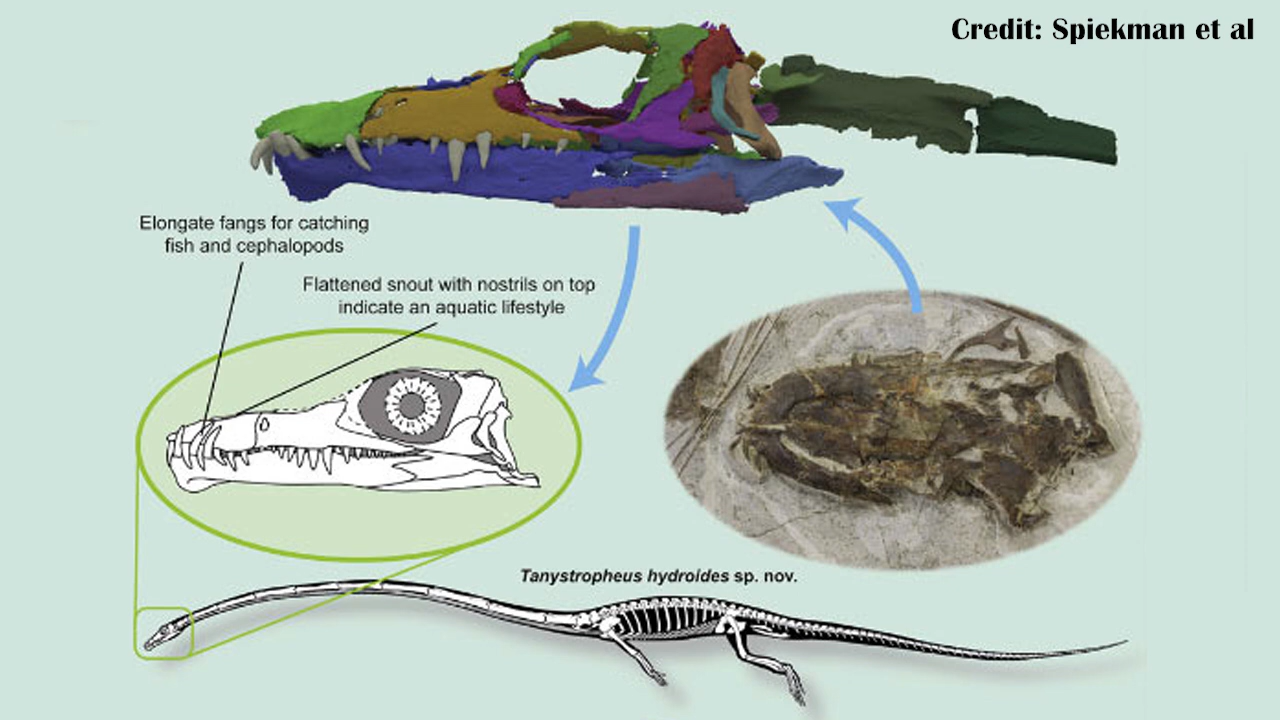 Credit: Spiekman et al
Elongate fangs for catching
fish and cephalopods
Flattened snout with nostrils on top
indicate an aquatic lifestyle
Tanystropheus hydroides sp. nov.